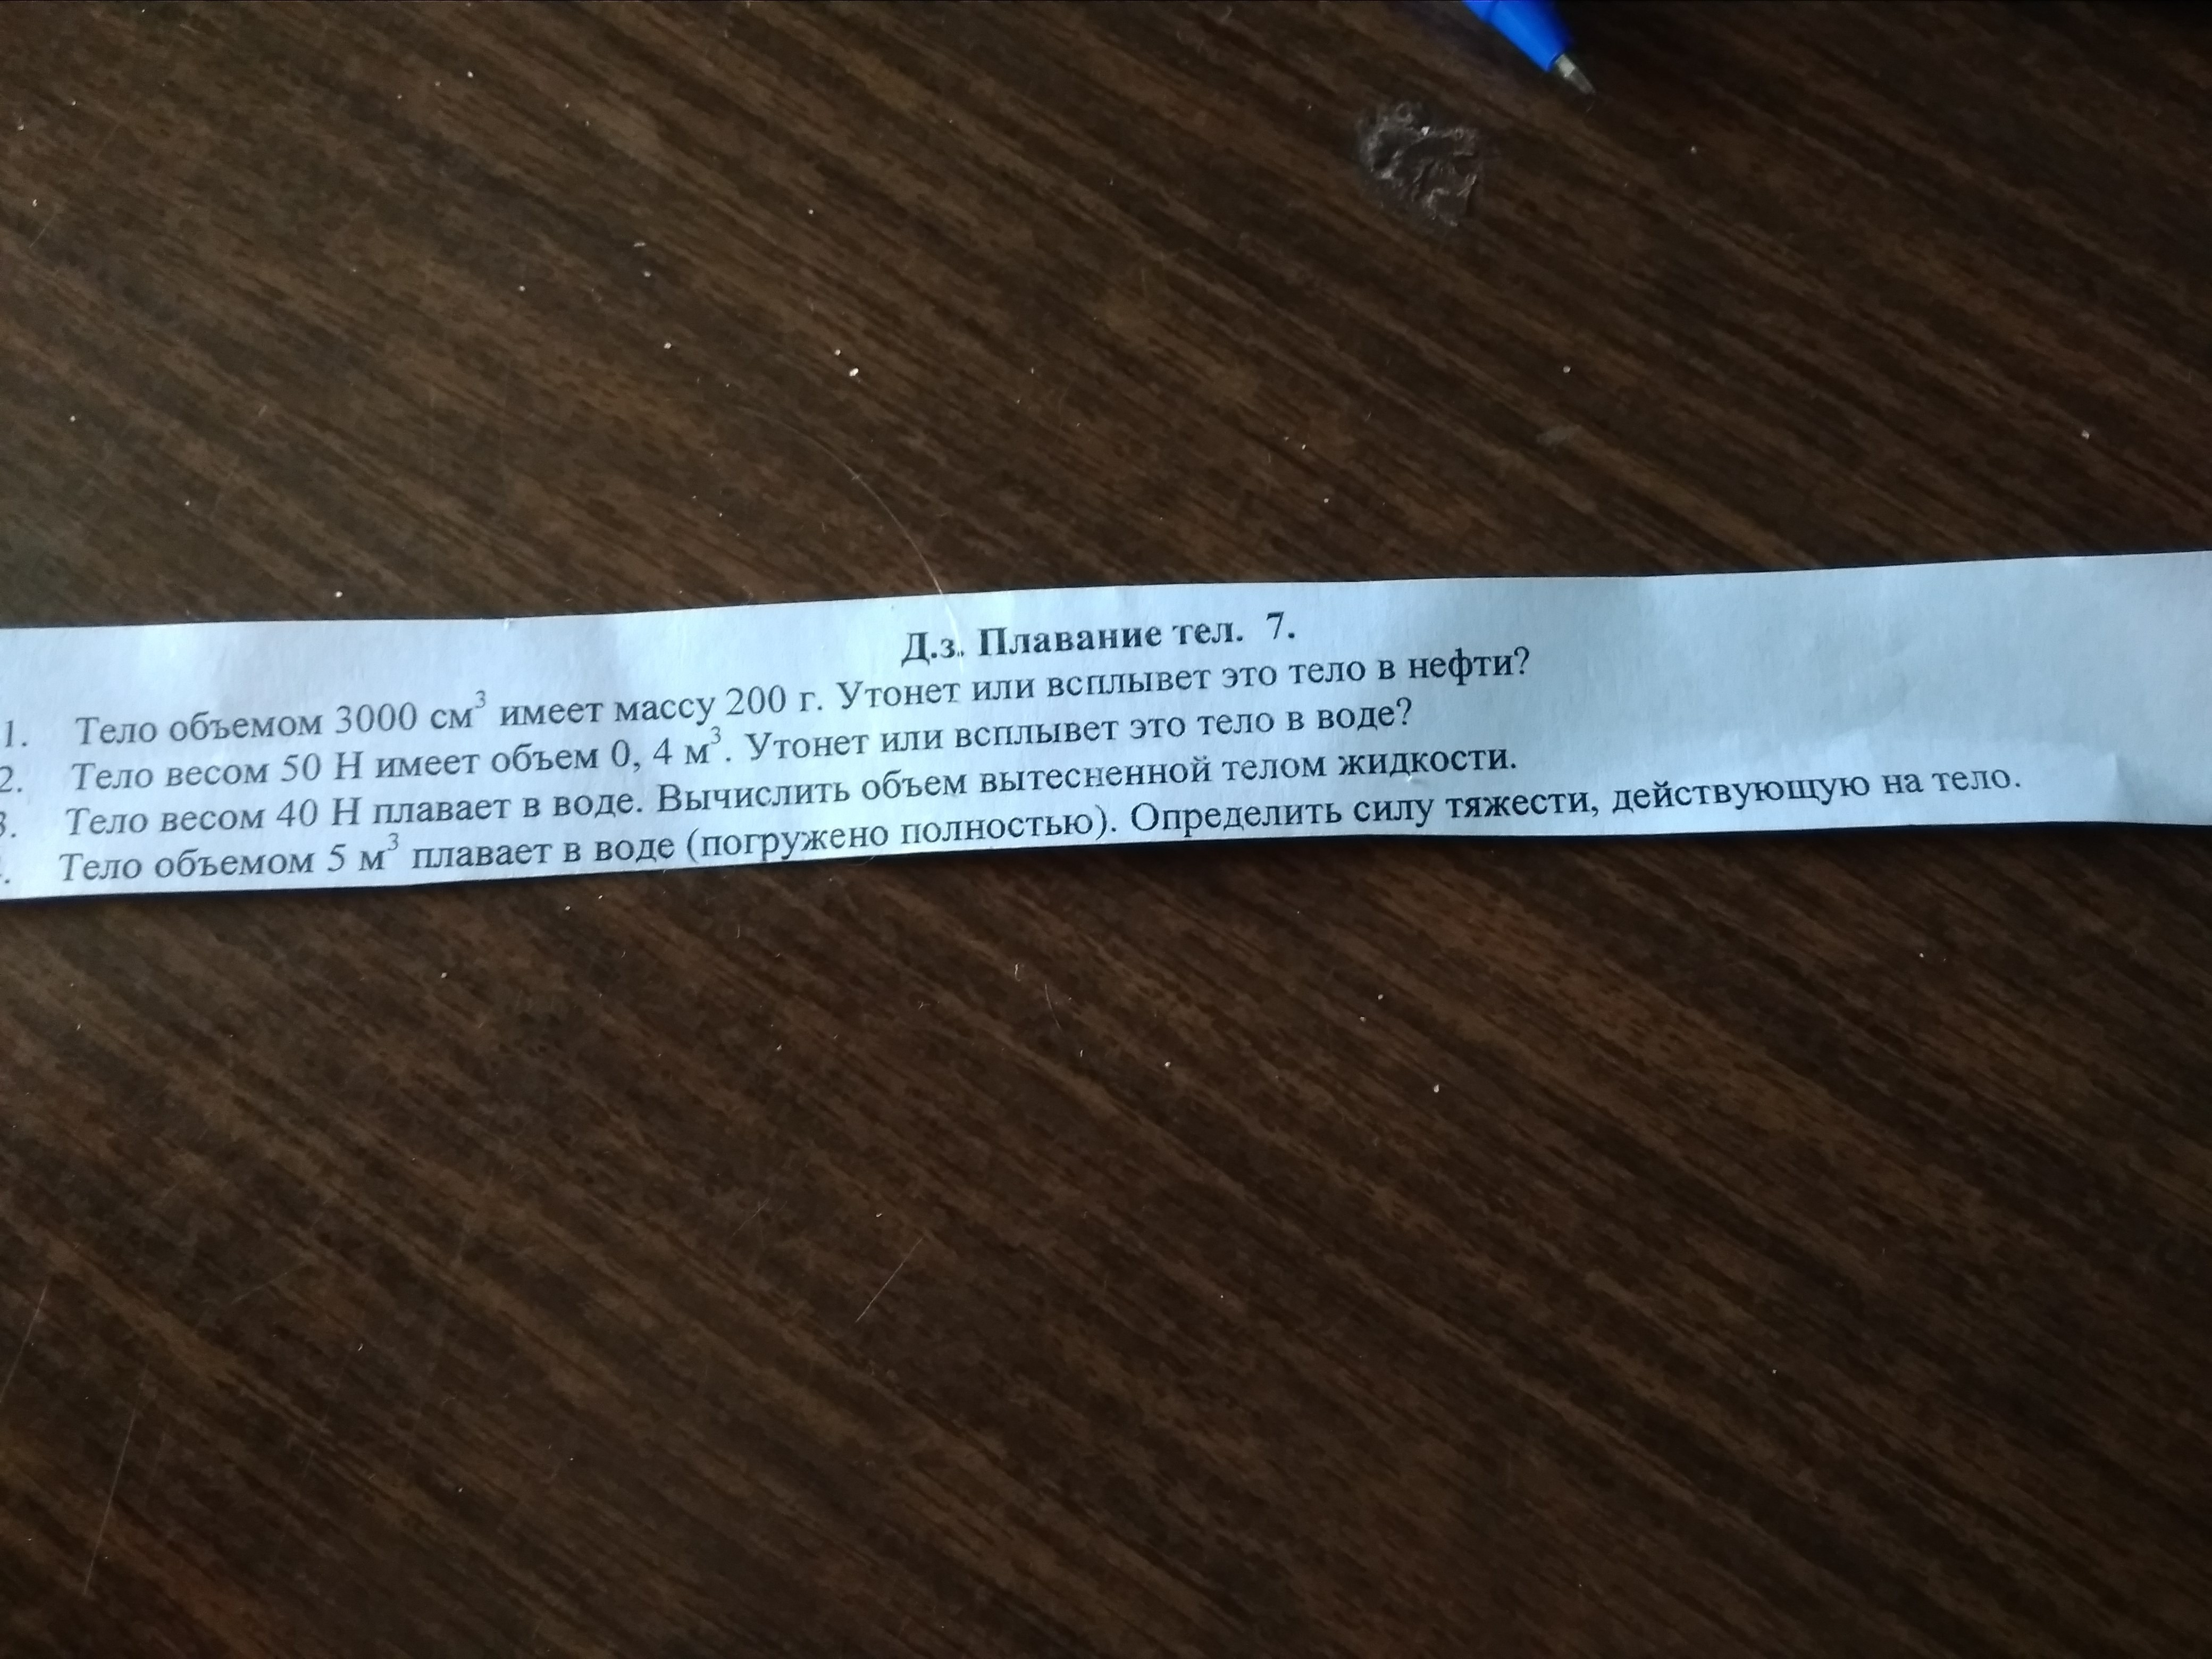 Д.з. Плавание тел. 7.
1. Тело объемом 3000 см³ имеет массу 200 г. Утонет или всплывет это тело в нефти?
2. Тело весом 50 Н имеет объем 0, 4 м³. Утонет или всплывет это тело в воде?
3. Тело весом 40 Н плавает в воде. Вычислить объем вытесненной телом жидкости.
. Тело объемом 5 м³ плавает в воде (погружено полностью). Определить силу тяжести, действующую на тело.